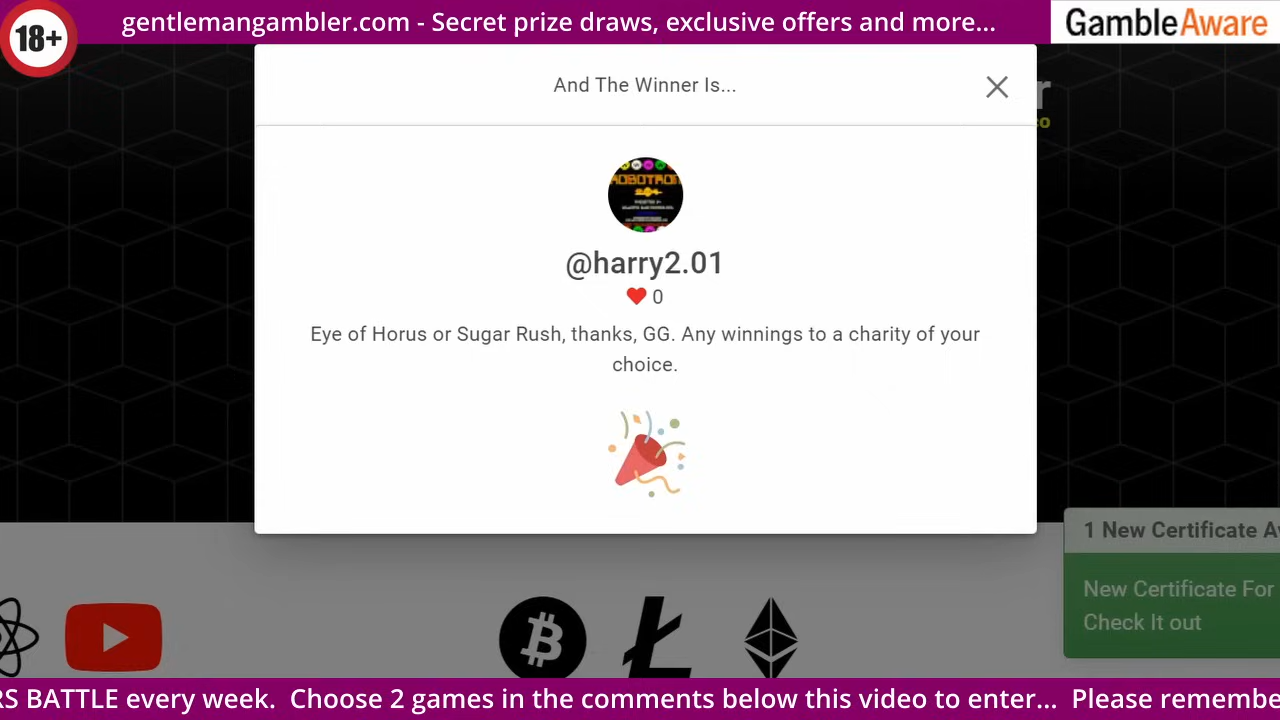 18+
gentlemangambler.com - Secret prize draws, exclusive offers and more...
GambleAware
And The Winner Is...
r
co
ROBOTRON
@harry2.01
0
Eye of Horus or Sugar Rush, thanks, GG. Any winnings to a charity of your
choice.
1 New Certificate Av
New Certificate For
Check It out
RS BATTLE every week. Choose 2 games in the comments below this video to enter... Please remembe